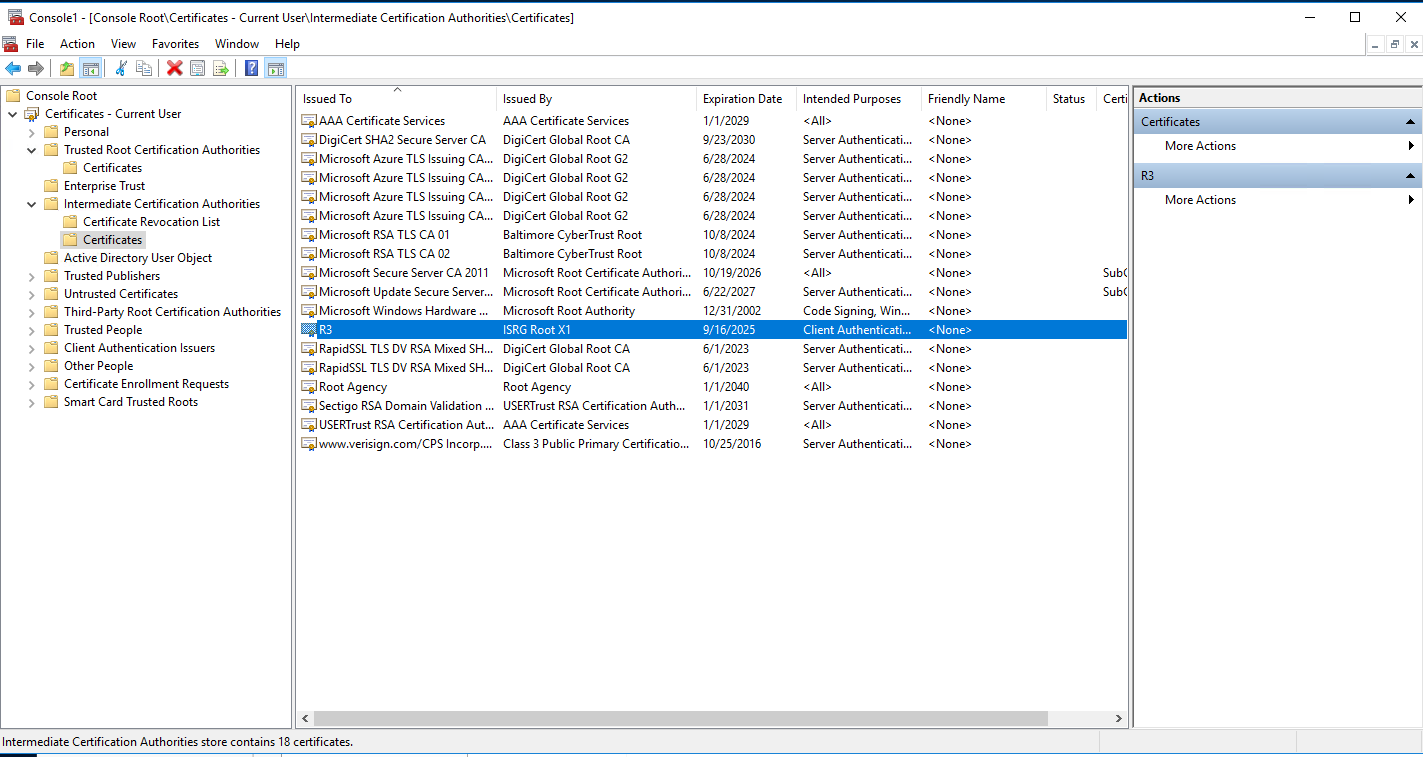 Console1 - [Console Root\Certificates - Current User\Intermediate Certification Authorities\Certificates]
File Action View Favorites Window Help
Console Root
Certificates - Current User
Personal
Trusted Root Certification Authorities
Certificates
Enterprise Trust
Intermediate Certification Authorities
Certificate Revocation List
Certificates
Active Directory User Object
Trusted Publishers
Untrusted Certificates
Third-Party Root Certification Authorities
Trusted People
Client Authentication Issuers
Other People
Certificate Enrollment Requests
Smart Card Trusted Roots
Issued To Issued By Expiration Date Intended Purposes Friendly Name Status Certi
AAA Certificate Services AAA Certificate Services 1/1/2029 <All> <None>
DigiCert SHA2 Secure Server CA DigiCert Global Root CA 9/23/2030 Server Authenticati... <None>
Microsoft Azure TLS Issuing CA... DigiCert Global Root G2 6/28/2024 Server Authenticati... <None>
Microsoft Azure TLS Issuing CA... DigiCert Global Root G2 6/28/2024 Server Authenticati... <None>
Microsoft Azure TLS Issuing CA... DigiCert Global Root G2 6/28/2024 Server Authenticati... <None>
Microsoft Azure TLS Issuing CA... DigiCert Global Root G2 6/28/2024 Server Authenticati... <None>
Microsoft RSA TLS CA 01 Baltimore CyberTrust Root 10/8/2024 Server Authenticati... <None>
Microsoft RSA TLS CA 02 Baltimore CyberTrust Root 10/8/2024 Server Authenticati... <None>
Microsoft Secure Server CA 2011 Microsoft Root Certificate Authori... 10/19/2026 <All> <None> SubC
Microsoft Update Secure Server... Microsoft Root Certificate Authori... 6/22/2027 Server Authenticati... <None> SubC
Microsoft Windows Hardware ... Microsoft Root Authority 12/31/2002 Code Signing, Win... <None>
R3 ISRG Root X1 9/16/2025 Client Authenticati... <None>
RapidSSL TLS DV RSA Mixed SH... DigiCert Global Root CA 6/1/2023 Server Authenticati... <None>
RapidSSL TLS DV RSA Mixed SH... DigiCert Global Root CA 6/1/2023 Server Authenticati... <None>
Root Agency Root Agency 1/1/2040 <All> <None>
Sectigo RSA Domain Validation ... USERTrust RSA Certification Auth... 1/1/2031 Server Authenticati... <None>
USERTrust RSA Certification Aut... AAA Certificate Services 1/1/2029 <All> <None>
www.verisign.com/CPS Incorp.... Class 3 Public Primary Certificatio... 10/25/2016 Server Authenticati... <None>
Actions
Certificates
More Actions
R3
More Actions
Intermediate Certification Authorities store contains 18 certificates.